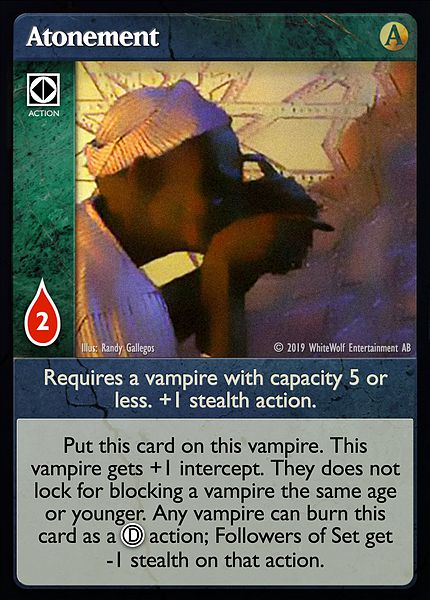 Atonement
A
ACTION
2
Illus: Randy Gallegos
© 2019 WhiteWolf Entertainment AB
Requires a vampire with capacity 5 or
less. +1 stealth action.
Put this card on this vampire. This
vampire gets +1 intercept. They does not
lock for blocking a vampire the same age
or younger. Any vampire can burn this
card as a Ⓓ action; Followers of Set get
-1 stealth on that action.